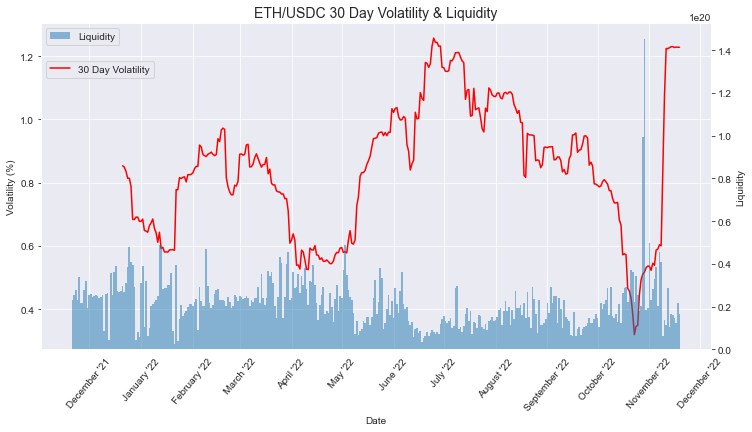 ETH/USDC 30 Day Volatility & Liquidity
1e20
Liquidity
30 Day Volatility
1.2
1.0
0.8
0.6
0.4
Volatility (%)
1.4
1.2
1.0
0.8
0.6
0.4
0.2
0.0
Liquidity
December '21
January '22
February '22
March '22
April '22
May '22
June '22
July '22
August '22
September '22
October '22
November '22
December '22
Date